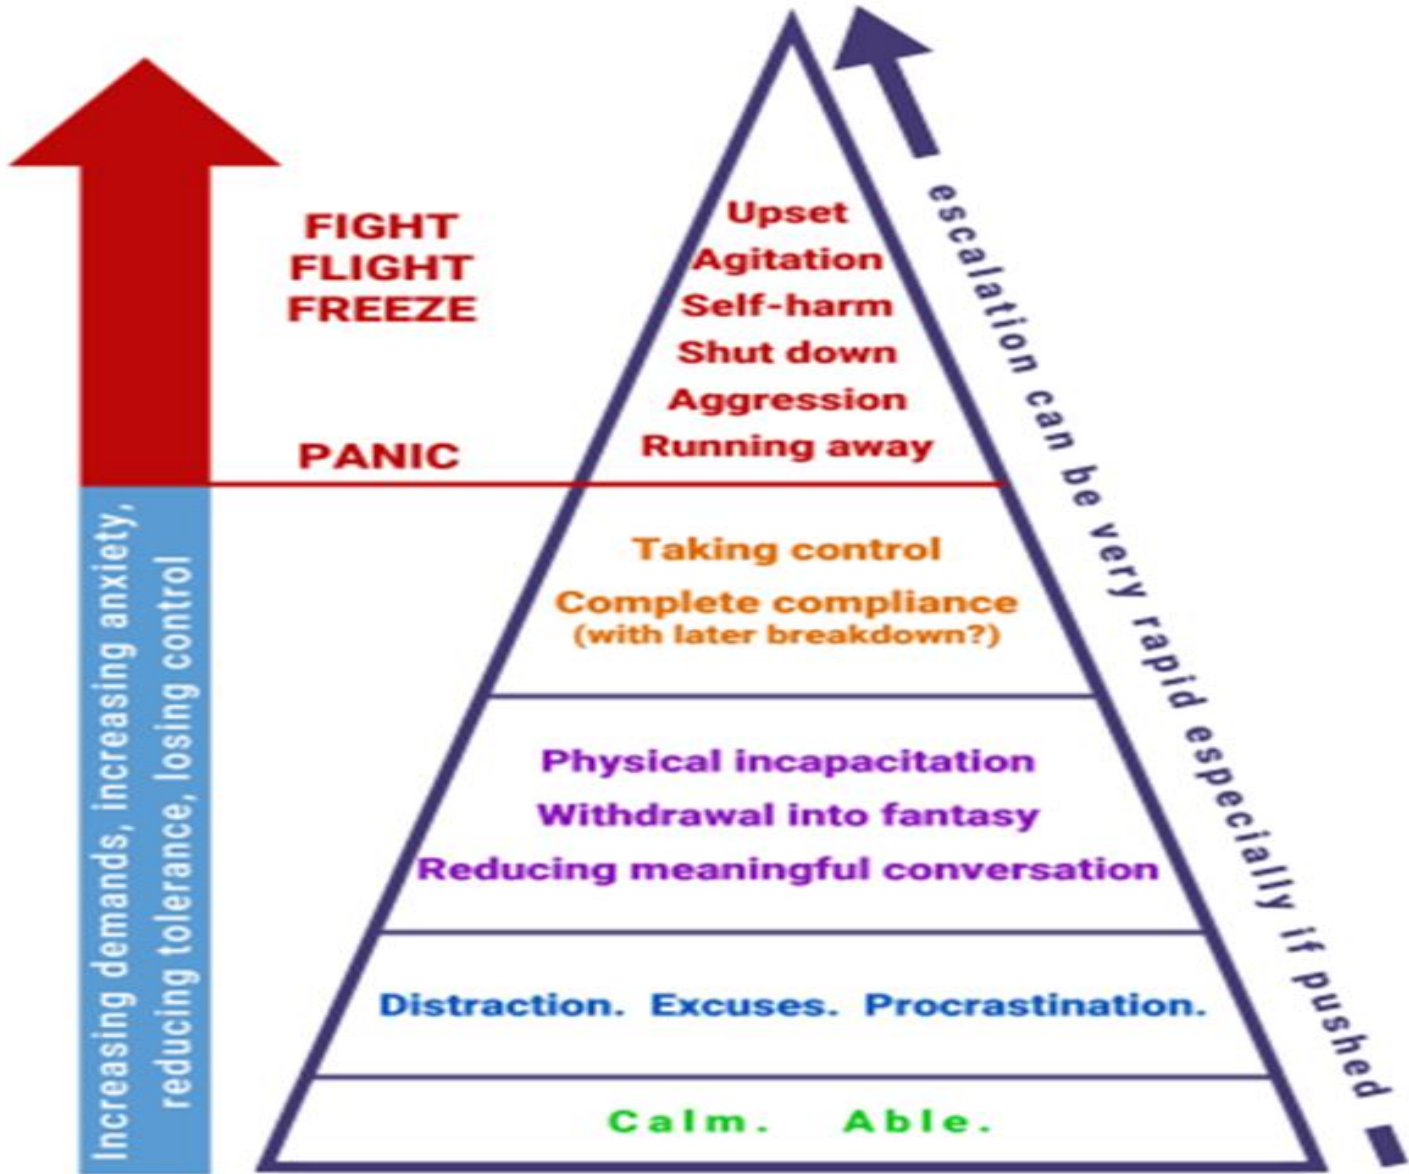 FIGHT
FLIGHT
FREEZE
PANIC
Increasing demands, increasing anxiety,
reducing tolerance, losing control
Upset
Agitation
Self-harm
Shut down
Aggression
Running away
Taking control
Complete compliance
(with later breakdown?)
Physical incapacitation
Withdrawal into fantasy
Reducing meaningful conversation
Distraction. Excuses. Procrastination.
Calm. Able.
escalation can be very rapid especially if pushed